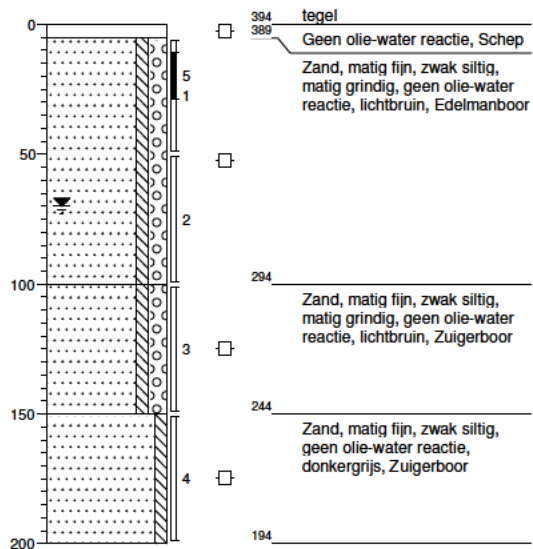 0
50
100
150
200
5
1
2
3
4
394
tegel
389
Geen olie-water reactie, Schep
Zand, matig fijn, zwak siltig,
matig grindig, geen olie-water
reactie, lichtbruin, Edelmanboor
294
Zand, matig fijn, zwak siltig,
matig grindig, geen olie-water
reactie, lichtbruin, Zuigerboor
244
Zand, matig fijn, zwak siltig,
geen olie-water reactie,
donkergrijs, Zuigerboor
194